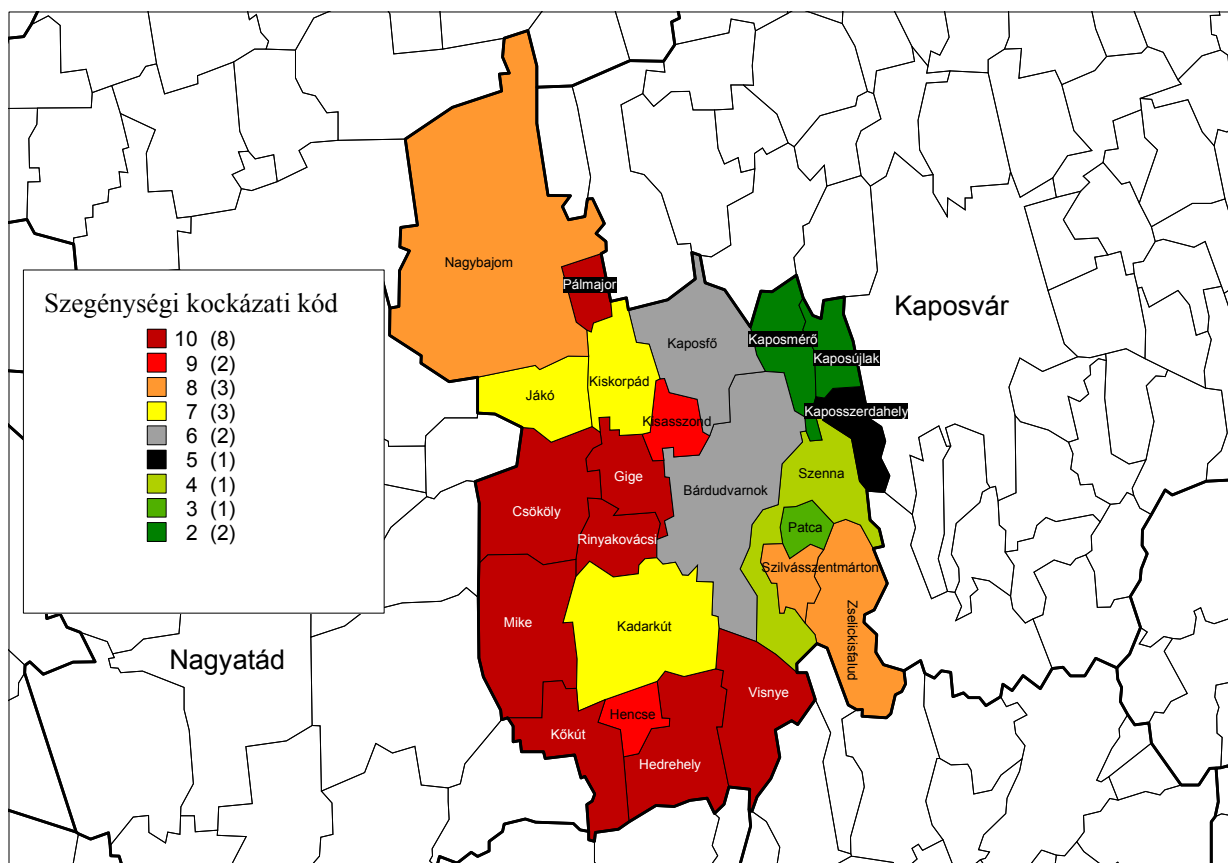 Nagybajom
Pálmajor
Szegénységi kockázati kód
10 (8)
9 (2)
8 (3)
7 (3)
6 (2)
5 (1)
4 (1)
3 (1)
2 (2)
Kaposvár
Kaposfő
Kaposmérő
Kaposújlak
Kiskorpád
Jákó
Kaposszerdahely
Kisasszond
Gige
Szenna
Bárdudvarnok
Csököly
Patca
Rinyakovácsi
Szilvásszentmárton
Mike
Kadarkút
Zselickisfalud
Nagyatád
Visnye
Hencse
Kőkút
Hedrehely